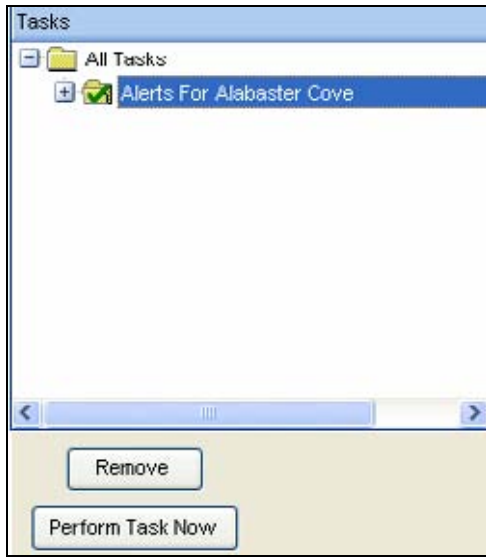 Tasks
All Tasks
Alerts For Alabaster Cove
Remove
Perform Task Now